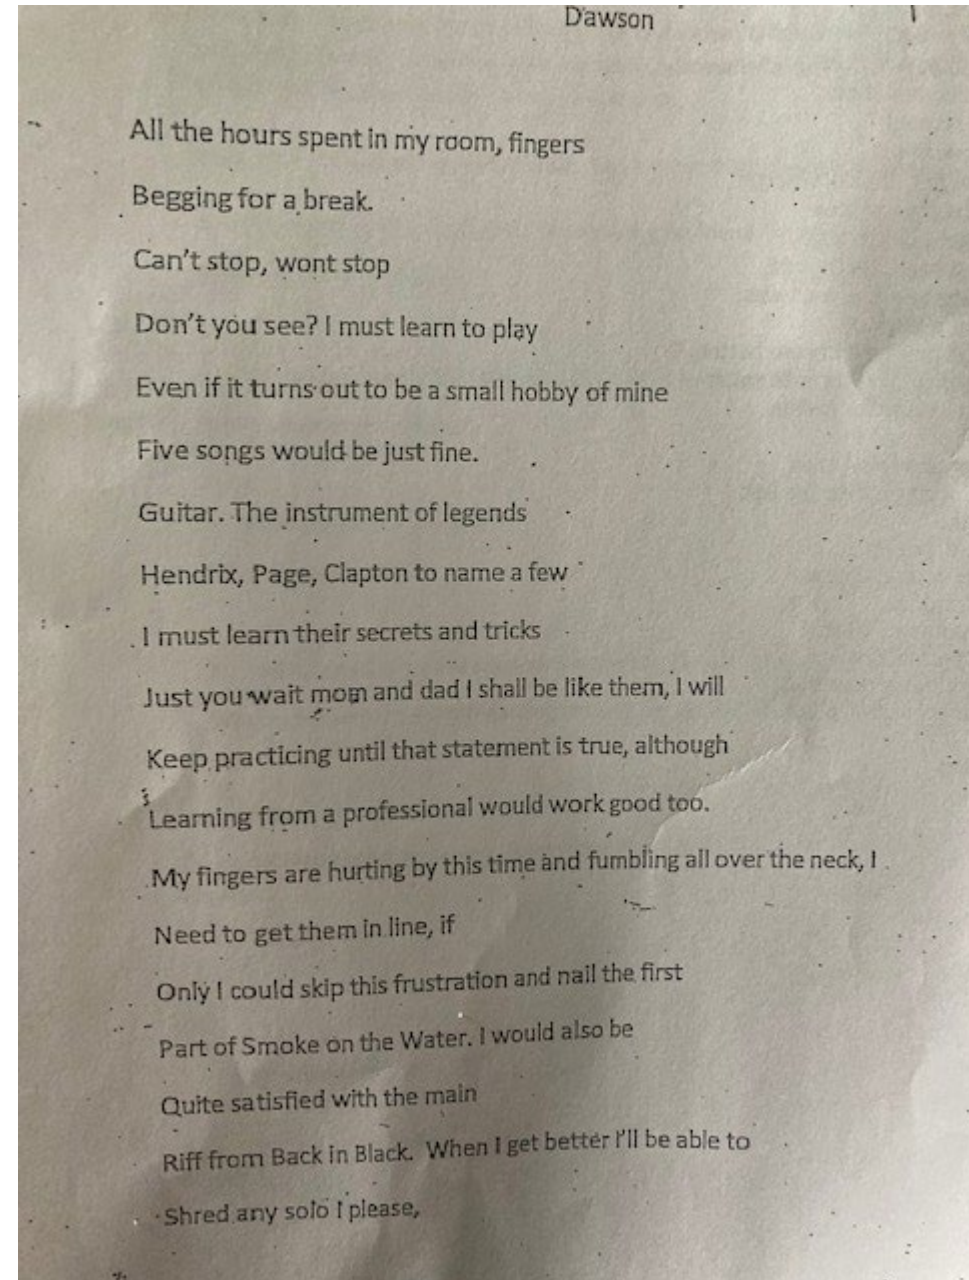 Dawson
All the hours spent in my room, fingers
Begging for a break.
Can't stop, wont stop
Don't you see? I must learn to play
Even if it turns out to be a small hobby of mine
Five songs would be just fine.
Guitar. The instrument of legends
Hendrix, Page, Clapton to name a few
I must learn their secrets and tricks
Just you wait mom and dad I shall be like them, I will
Keep practicing until that statement is true, although
Learning from a professional would work good too.
My fingers are hurting by this time and fumbling all over the neck, I
Need to get them in line, if
Only I could skip this frustration and nail the first
Part of Smoke on the Water. I would also be
Quite satisfied with the main
Riff from Back in Black.  When I get better I'll be able to
Shred any solo I please,